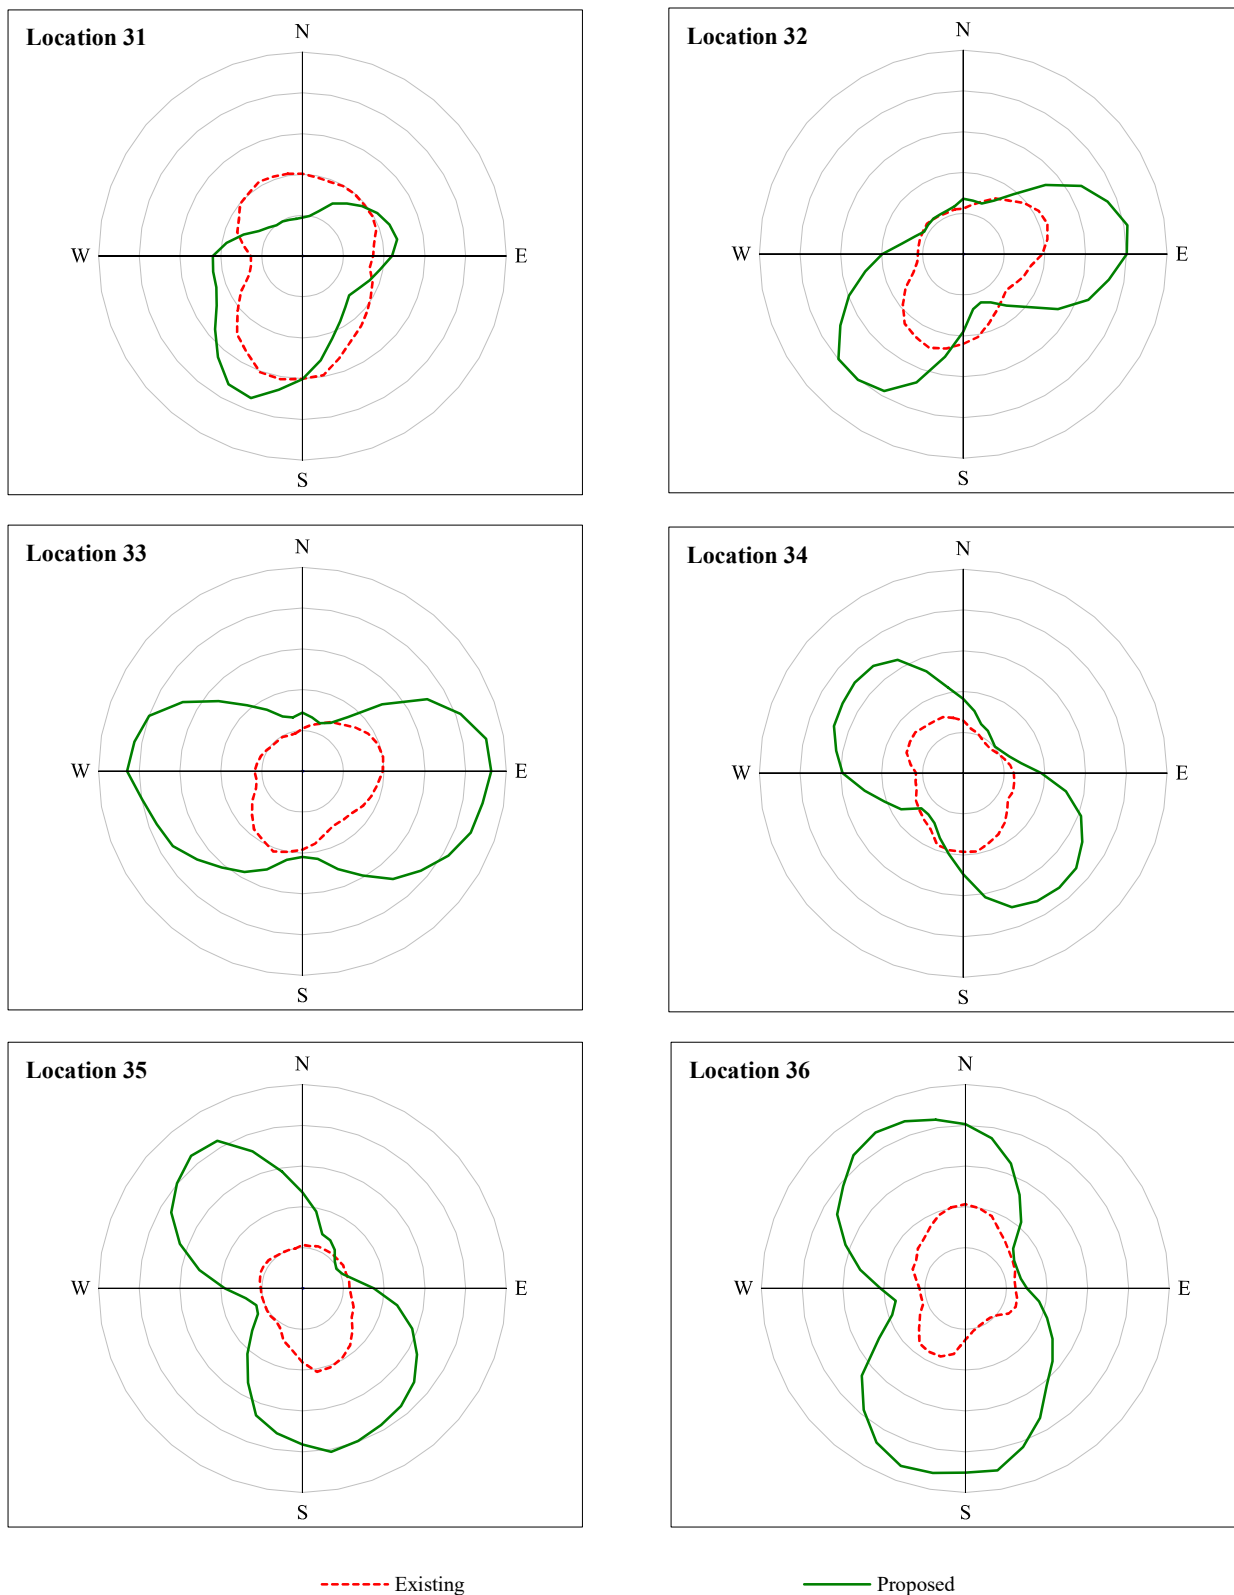 Location 31
N
W
E
S
Location 32
N
W
E
S
Location 33
N
W
E
S
Location 34
N
W
E
S
Location 35
N
W
E
S
Location 36
N
W
E
S
Existing
Proposed